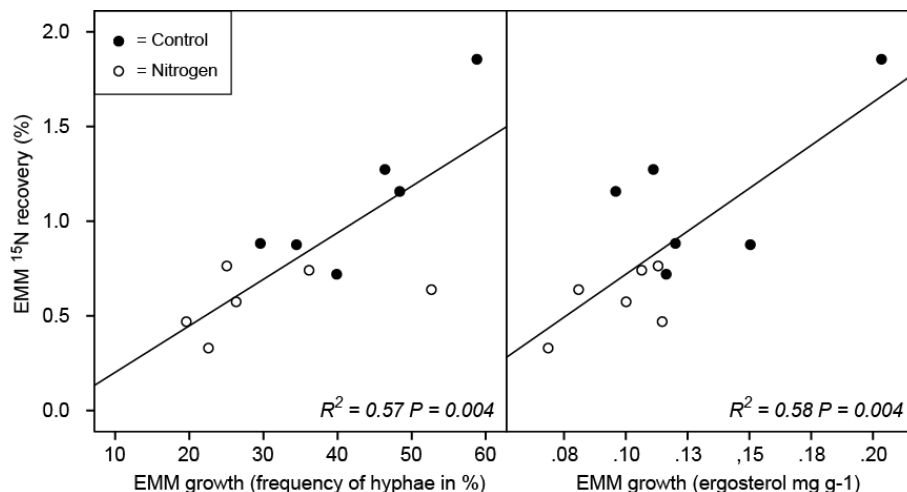 ● = Control
○ = Nitrogen
EMM ¹⁵N recovery (%)
2.0
1.5
1.0
0.5
0.0
R² = 0.57 P = 0.004
R² = 0.58 P = 0.004
10 20 30 40 50 60
.08 .10 .13 ,15 .18 .20
EMM growth (frequency of hyphae in %)
EMM growth (ergosterol mg g-1)